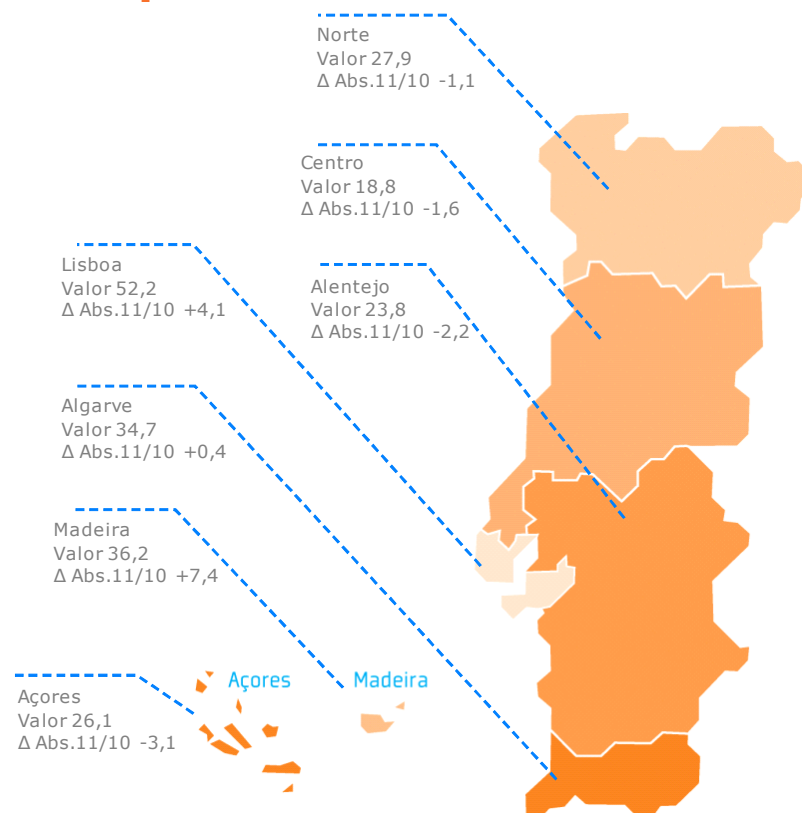 Norte
Valor 27,9
Δ Abs.11/10 -1,1
Centro
Valor 18,8
Δ Abs.11/10 -1,6
Lisboa
Valor 52,2
Δ Abs.11/10 +4,1
Alentejo
Valor 23,8
Δ Abs.11/10 -2,2
Algarve
Valor 34,7
Δ Abs.11/10 +0,4
Madeira
Valor 36,2
Δ Abs.11/10 +7,4
Açores
Valor 26,1
Δ Abs.11/10 -3,1
Açores
Madeira